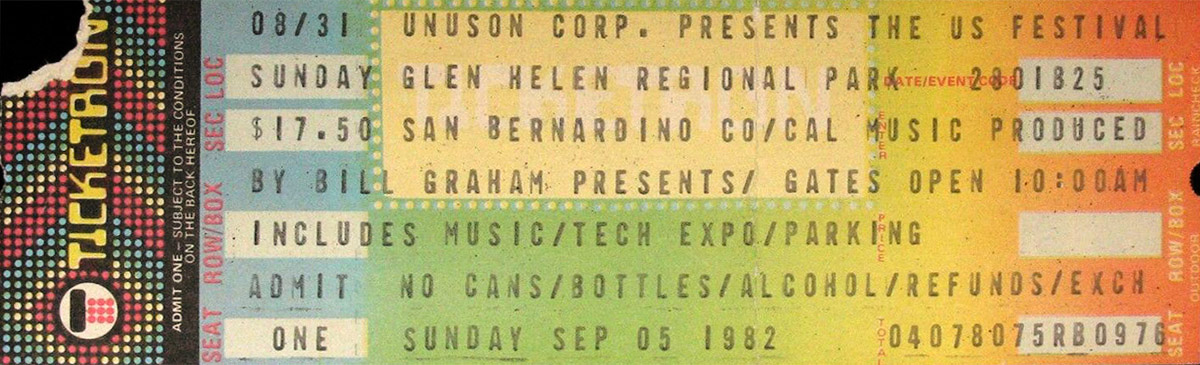 TICKETRON
ADMIT ONE – SUBJECT TO THE CONDITIONS
ON THE BACK HEREOF
SEAT ROW/BOX SEC LOC
08/31 UNUSON CORP. PRESENTS THE US FESTIVAL
SUNDAY GLEN HELEN REGIONAL PARK DATE/EVENT CODE 2801B25
$17.50 SAN BERNARDINO CO/CAL MUSIC PRODUCED
BY BILL GRAHAM PRESENTS/ GATES OPEN 10:00AM
INCLUDES MUSIC/TECH EXPO/PARKING
ADMIT NO CANS/BOTTLES/ALCOHOL/REFUNDS/EXCH
ONE SUNDAY SEP 05 1982 04078075RB0976
PRICE
TOTAL
SEAT ROW/BOX SEC LOC